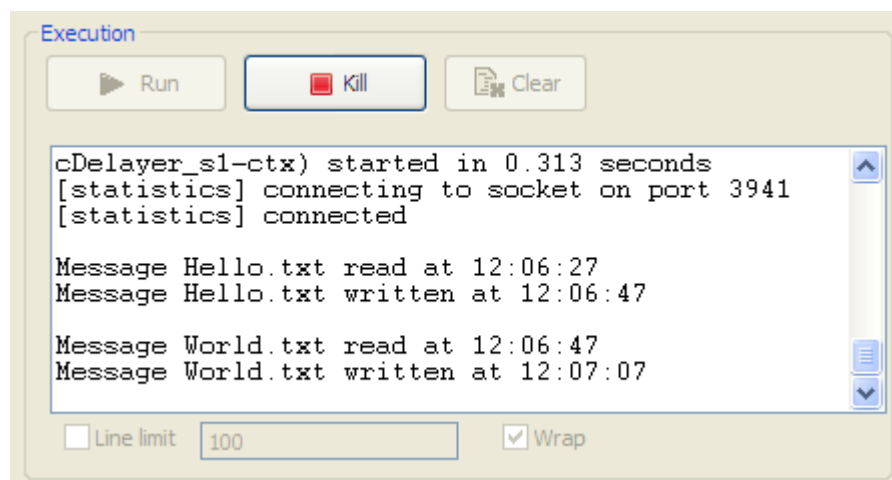 Execution
Run
Kill
Clear
cDelayer_s1-ctx) started in 0.313 seconds
[statistics] connecting to socket on port 3941
[statistics] connected
Message Hello.txt read at 12:06:27
Message Hello.txt written at 12:06:47
Message World.txt read at 12:06:47
Message World.txt written at 12:07:07
Line limit
100
Wrap